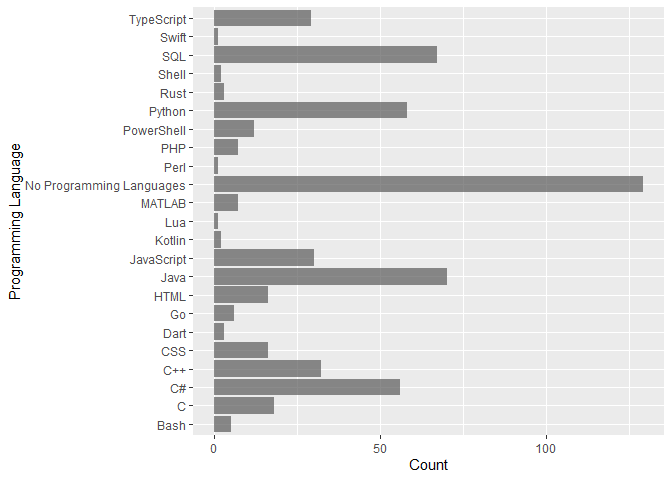 TypeScript
Swift
SQL
Shell
Rust
Python
PowerShell
PHP
Perl
No Programming Languages
MATLAB
Lua
Kotlin
JavaScript
Java
HTML
Go
Dart
CSS
C++
C#
C
Bash
Programming Language
0 50 100
Count